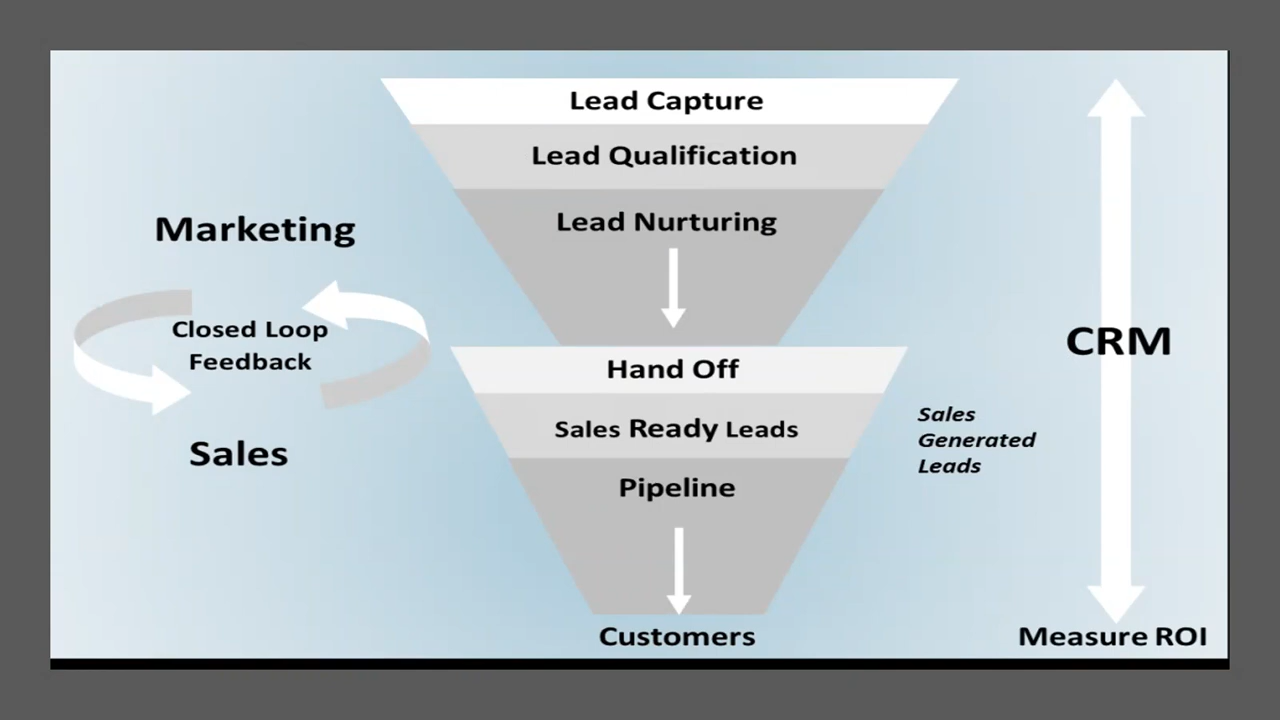 Lead Capture
Lead Qualification
Lead Nurturing
Marketing
Closed Loop
Feedback
Sales
Hand Off
Sales Ready Leads
Pipeline
Customers
Sales
Generated
Leads
CRM
Measure ROI